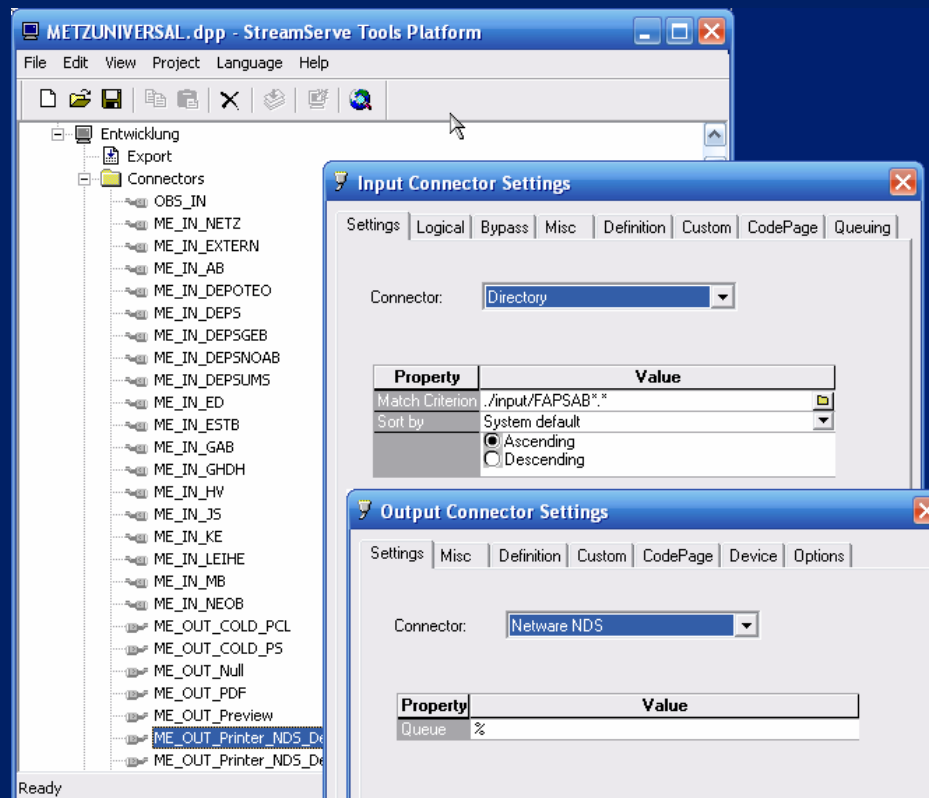 METZUNIVERSAL.dpp - StreamServe Tools Platform
File Edit View Project Language Help
Entwicklung
Export
Connectors
OBS_IN
ME_IN_NETZ
ME_IN_EXTERN
ME_IN_AB
ME_IN_DEPOTEO
ME_IN_DEPS
ME_IN_DEPSGEB
ME_IN_DEPSNOAB
ME_IN_DEPSUMS
ME_IN_ED
ME_IN_ESTB
ME_IN_GAB
ME_IN_GHDH
ME_IN_HV
ME_IN_JS
ME_IN_KE
ME_IN_LEIHE
ME_IN_MB
ME_IN_NEOB
ME_OUT_COLD_PCL
ME_OUT_COLD_PS
ME_OUT_Null
ME_OUT_PDF
ME_OUT_Preview
ME_OUT_Printer_NDS_De
ME_OUT_Printer_NDS_De
Ready
Input Connector Settings
Settings Logical Bypass Misc Definition Custom CodePage Queuing
Connector: Directory
Property Value
Match Criterion ./input/FAPSAB*.*
Sort by System default
Ascending
Descending
Output Connector Settings
Settings Misc Definition Custom CodePage Device Options
Connector: Netware NDS
Property Value
Queue %